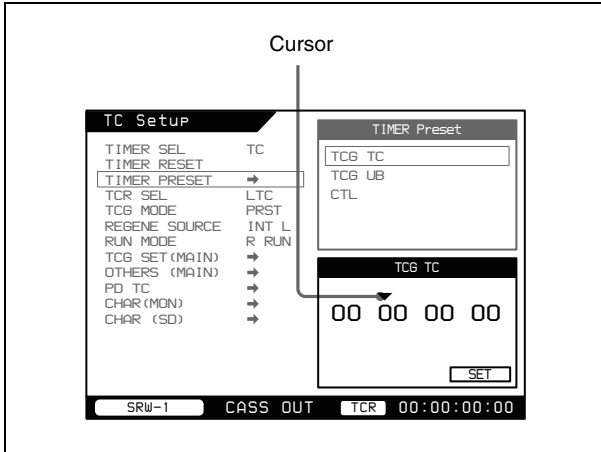 Cursor
TC Setup
TIMER SEL TC
TIMER RESET
TIMER PRESET ➡
TCR SEL LTC
TCG MODE PRST
REGENE SOURCE INT L
RUN MODE R RUN
TCG SET(MAIN) ➡
OTHERS (MAIN) ➡
PD TC ➡
CHAR(MON) ➡
CHAR (SD) ➡
TIMER Preset
TCG TC
TCG UB
CTL
TCG TC
00 00 00 00
SET
SRW-1 CASS OUT TCR 00:00:00:00